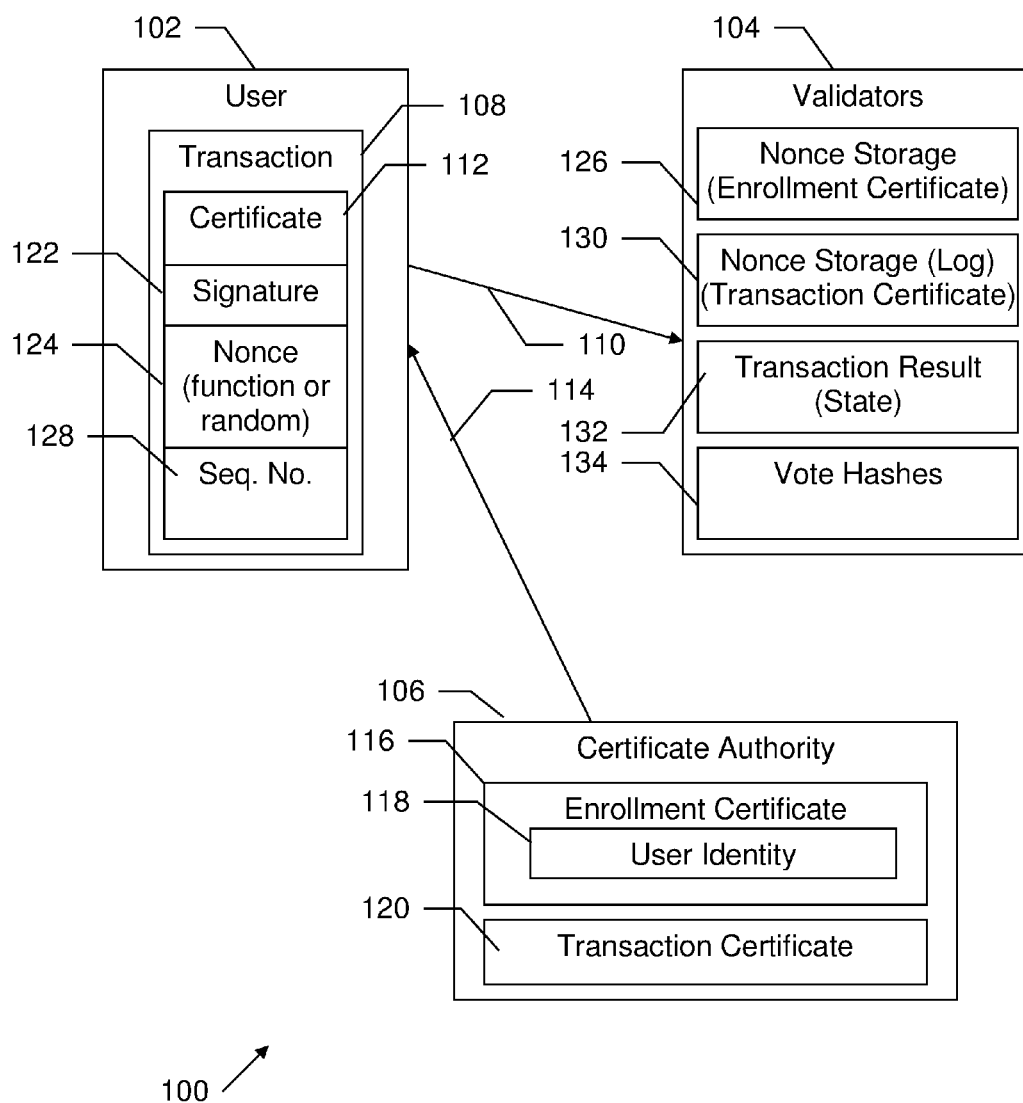 102
104
User
Validators
108
Transaction
112
Certificate
122
Signature
124
Nonce
(function or
random)
128
Seq. No.
126
Nonce Storage
(Enrollment Certificate)
130
Nonce Storage (Log)
(Transaction Certificate)
110
114
Transaction Result
(State)
132
134
Vote Hashes
106
Certificate Authority
116
Enrollment Certificate
118
User Identity
120
Transaction Certificate
100